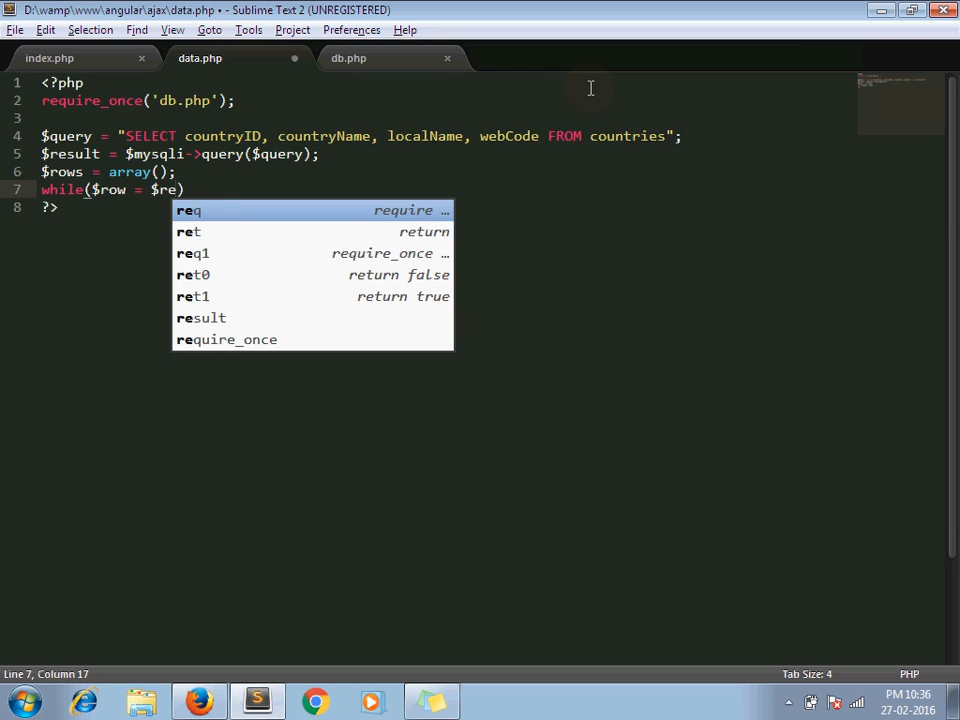 D:\wamp\www\angular\ajax\data.php • - Sublime Text 2 (UNREGISTERED)
File Edit Selection Find View Goto Tools Project Preferences Help
index.php × data.php db.php ×
1 <?php
2 require_once('db.php');
3
4 $query = "SELECT countryID, countryName, localName, webCode FROM countries";
5 $result = $mysqli->query($query);
6 $rows = array();
7 while($row = $re)
8 ?>
req require …
ret return
req1 require_once …
ret0 return false
ret1 return true
result
require_once
Line 7, Column 17 Tab Size: 4 PHP
PM 10:36
27-02-2016